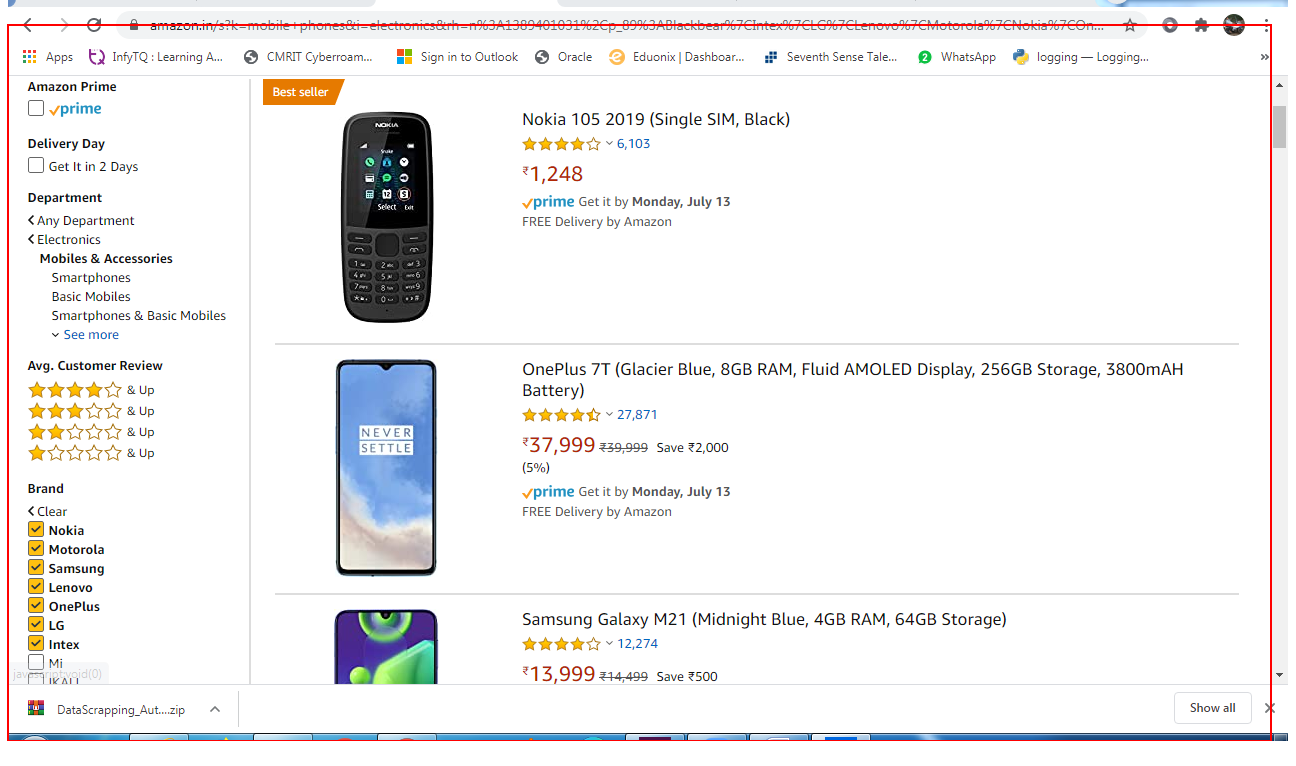 amazon.in/s?k=mobile+phones&i=electronics&rh=n%3A1389401031%2Cp_89%3ABlackbear%7CIntex%7CLG%7CLenovo%7CMotorola%7CNokia%7COn...
Apps InfyTQ : Learning A... CMRIT Cyberroam... Sign in to Outlook Oracle Eduonix | Dashboar... Seventh Sense Tale... 2 WhatsApp logging — Logging... »
Amazon Prime
prime
Delivery Day
Get It in 2 Days
Department
Any Department
Electronics
Mobiles & Accessories
Smartphones
Basic Mobiles
Smartphones & Basic Mobiles
See more
Avg. Customer Review
& Up
& Up
& Up
& Up
Brand
Clear
Nokia
Motorola
Samsung
Lenovo
OnePlus
LG
Intex
Mi
javascript:void(0)
Best seller
NOKIA
Snake
Select Exit
Nokia 105 2019 (Single SIM, Black)
6,103
₹1,248
prime Get it by Monday, July 13
FREE Delivery by Amazon
NEVER
SETTLE
OnePlus 7T (Glacier Blue, 8GB RAM, Fluid AMOLED Display, 256GB Storage, 3800mAH
Battery)
27,871
₹37,999 ₹39,999 Save ₹2,000
(5%)
prime Get it by Monday, July 13
FREE Delivery by Amazon
Samsung Galaxy M21 (Midnight Blue, 4GB RAM, 64GB Storage)
12,274
₹13,999 ₹14,499 Save ₹500
DataScrapping_Aut....zip
Show all